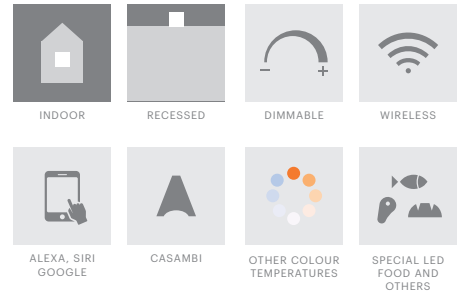 INDOOR
RECESSED
DIMMABLE
WIRELESS
ALEXA, SIRI
GOOGLE
CASAMBI
OTHER COLOUR
TEMPERATURES
SPECIAL LED
FOOD AND
OTHERS